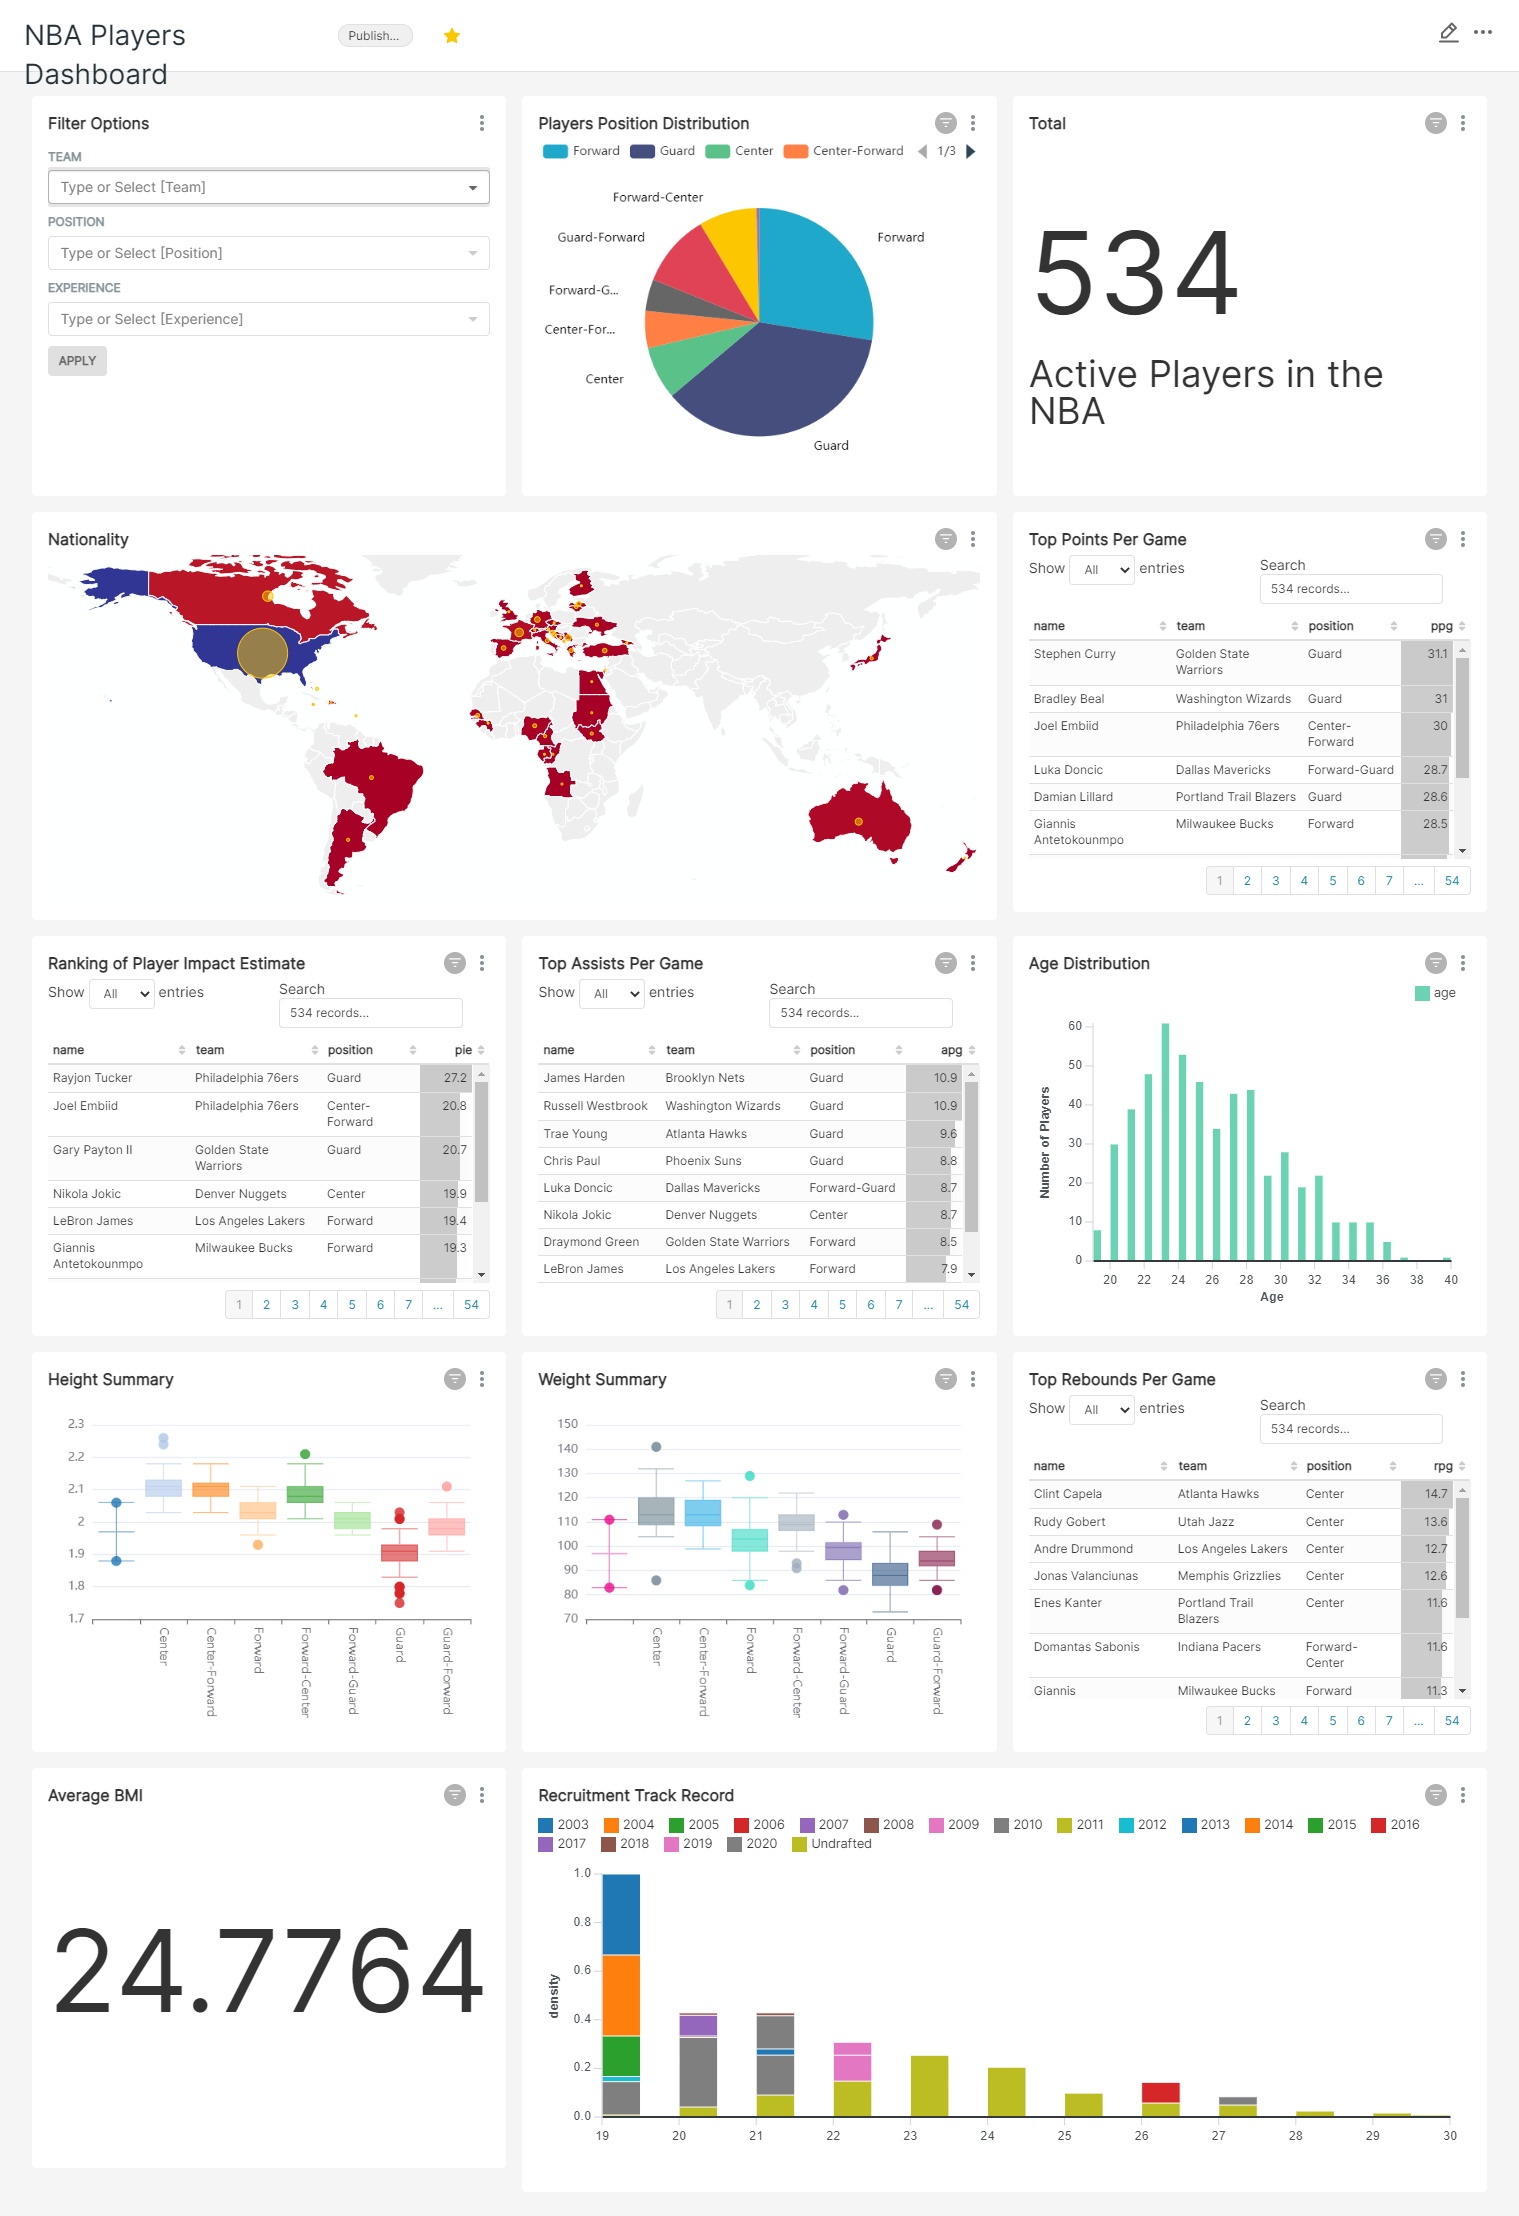 NBA Players
Dashboard
Publish...
Filter Options
TEAM
Type or Select [Team]
POSITION
Type or Select [Position]
EXPERIENCE
Type or Select [Experience]
APPLY
Players Position Distribution
Forward Guard Center Center-Forward 1/3
Forward-Center
Guard-Forward
Forward
Forward-G...
Center-For...
Center
Guard
Total
534
Active Players in the
NBA
Nationality
Top Points Per Game
Show All entries
Search
534 records...
name team position ppg
Stephen Curry Golden State Warriors Guard 31.1
Bradley Beal Washington Wizards Guard 31
Joel Embiid Philadelphia 76ers Center-Forward 30
Luka Doncic Dallas Mavericks Forward-Guard 28.7
Damian Lillard Portland Trail Blazers Guard 28.6
Giannis Antetokounmpo Milwaukee Bucks Forward 28.5
1 2 3 4 5 6 7 ... 54
Ranking of Player Impact Estimate
Show All entries
Search
534 records...
name team position pie
Rayjon Tucker Philadelphia 76ers Guard 27.2
Joel Embiid Philadelphia 76ers Center-Forward 20.8
Gary Payton II Golden State Warriors Guard 20.7
Nikola Jokic Denver Nuggets Center 19.9
LeBron James Los Angeles Lakers Forward 19.4
Giannis Antetokounmpo Milwaukee Bucks Forward 19.3
1 2 3 4 5 6 7 ... 54
Top Assists Per Game
Show All entries
Search
534 records...
name team position apg
James Harden Brooklyn Nets Guard 10.9
Russell Westbrook Washington Wizards Guard 10.9
Trae Young Atlanta Hawks Guard 9.6
Chris Paul Phoenix Suns Guard 8.8
Luka Doncic Dallas Mavericks Forward-Guard 8.7
Nikola Jokic Denver Nuggets Center 8.7
Draymond Green Golden State Warriors Forward 8.5
LeBron James Los Angeles Lakers Forward 7.9
1 2 3 4 5 6 7 ... 54
Age Distribution
age
Number of Players
60
50
40
30
20
10
0
20 22 24 26 28 30 32 34 36 38 40
Age
Height Summary
2.3
2.2
2.1
2
1.9
1.8
1.7
Center Center-Forward Forward Forward-Center Forward-Guard Guard Guard-Forward
Weight Summary
150
140
130
120
110
100
90
80
70
Center Center-Forward Forward Forward-Center Forward-Guard Guard Guard-Forward
Top Rebounds Per Game
Show All entries
Search
534 records...
name team position rpg
Clint Capela Atlanta Hawks Center 14.7
Rudy Gobert Utah Jazz Center 13.6
Andre Drummond Los Angeles Lakers Center 12.7
Jonas Valanciunas Memphis Grizzlies Center 12.6
Enes Kanter Portland Trail Blazers Center 11.6
Domantas Sabonis Indiana Pacers Forward-Center 11.6
Giannis Milwaukee Bucks Forward 11.3
1 2 3 4 5 6 7 ... 54
Average BMI
24.7764
Recruitment Track Record
2003 2004 2005 2006 2007 2008 2009 2010 2011 2012 2013 2014 2015 2016
2017 2018 2019 2020 Undrafted
density
1.0
0.8
0.6
0.4
0.2
0.0
19 20 21 22 23 24 25 26 27 28 29 30